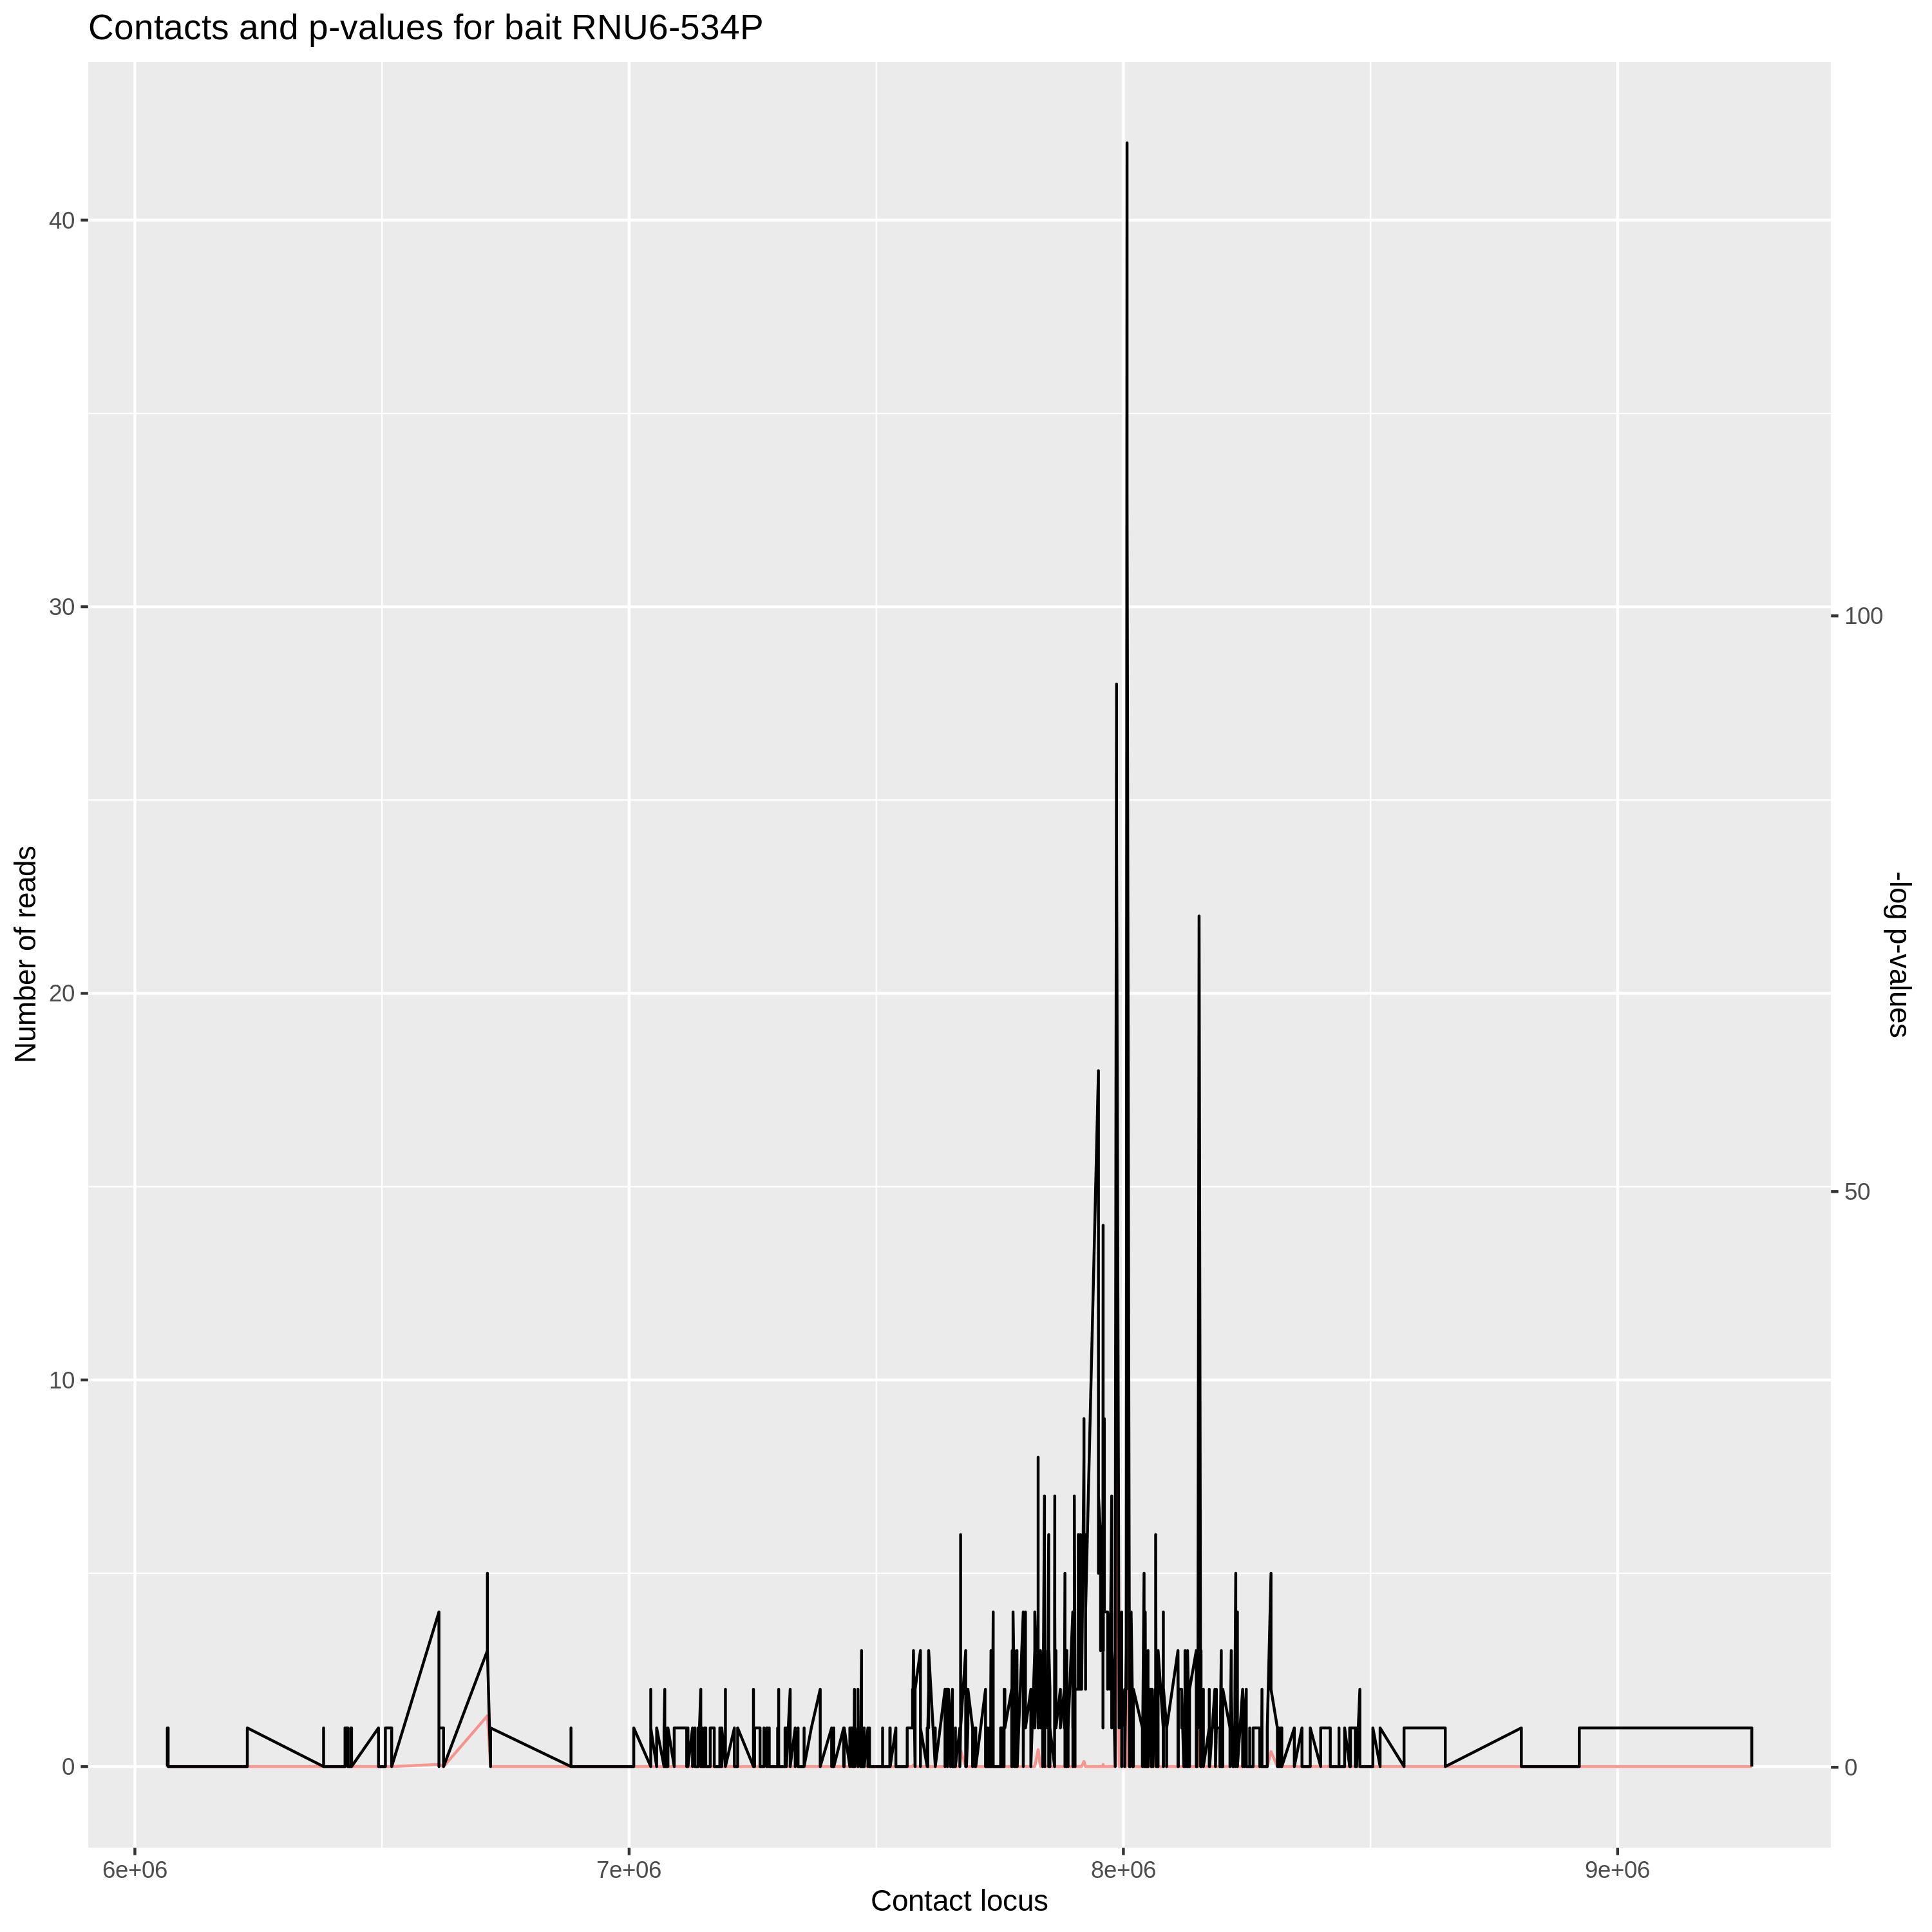 Contacts and p-values for bait RNU6-534P
40
30
20
10
0
100
50
0
Number of reads
-log p-values
6e+06
7e+06
8e+06
9e+06
Contact locus